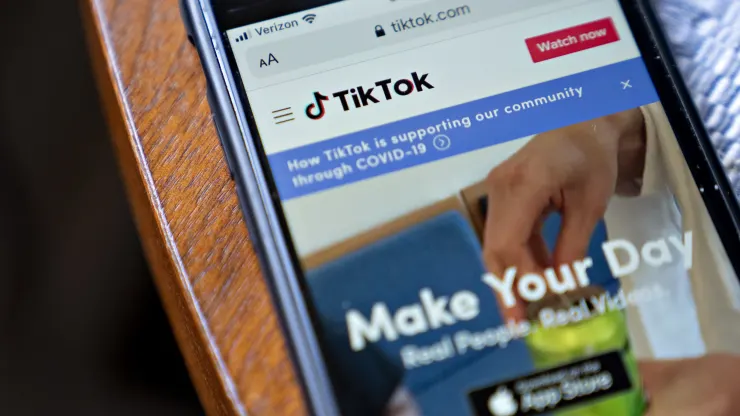 Verizon
AA tiktok.com
TikTok Watch now
How TikTok is supporting our community
through COVID-19
Make Your Day
Real People. Real Videos.
App Store